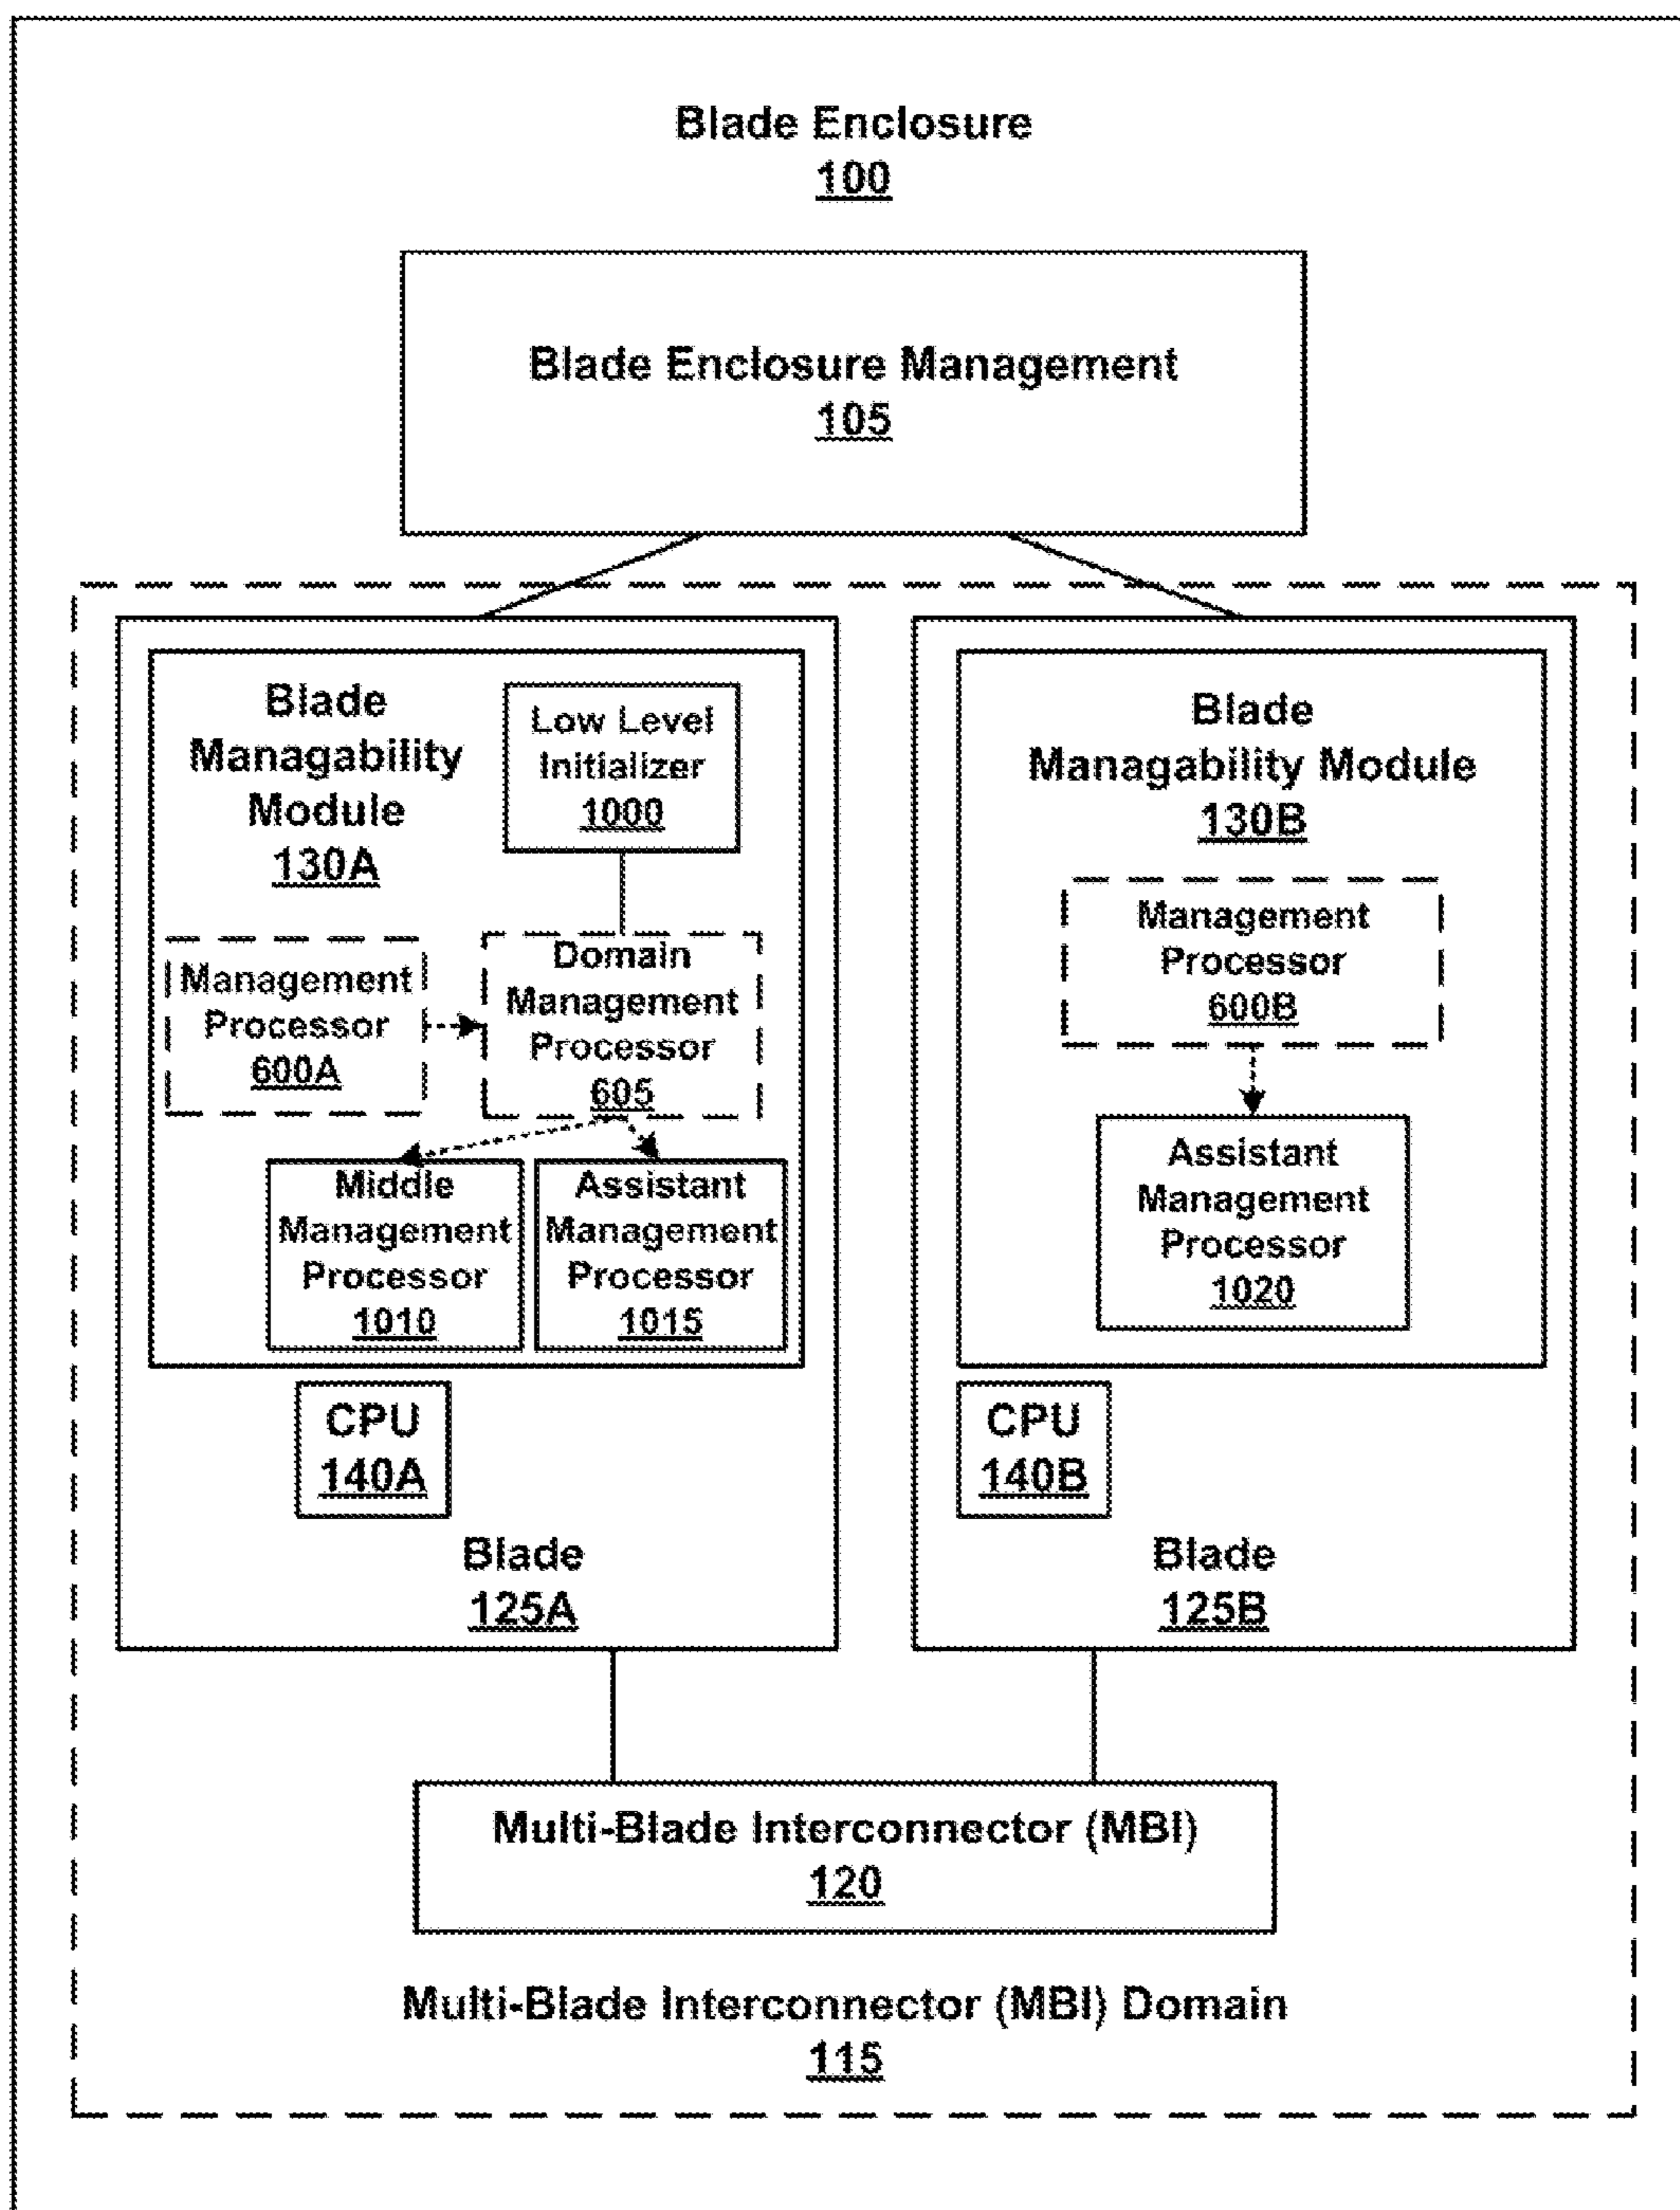 Blade Enclosure
100
Blade Enclosure Management
105
Blade
Managability
Module
130A
Low Level
Initializer
1000
Management
Processor
600A
Domain
Management
Processor
605
Middle
Management
Processor
1010
Assistant
Management
Processor
1015
CPU
140A
Blade
125A
Blade
Managability Module
130B
Management
Processor
600B
Assistant
Management
Processor
1020
CPU
140B
Blade
125B
Multi-Blade Interconnector (MBI)
120
Multi-Blade Interconnector (MBI) Domain
115